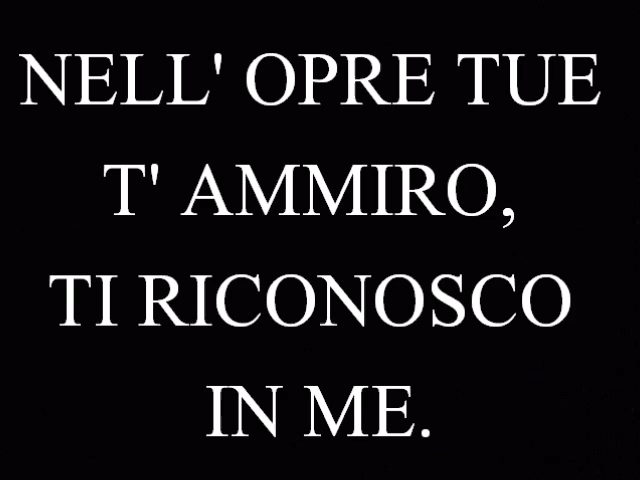 NELL' OPRE TUE
T' AMMIRO,
TI RICONOSCO
IN ME.